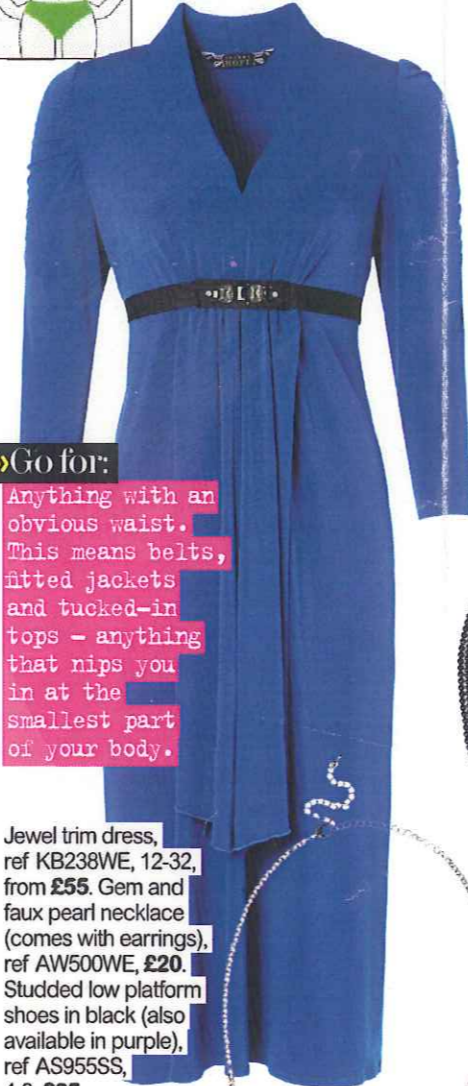 »Go for:
Anything with an
obvious waist.
This means belts,
fitted jackets
and tucked-in
tops – anything
that nips you
in at the
smallest part
of your body.
Jewel trim dress,
ref KB238WE, 12-32,
from £55. Gem and
faux pearl necklace
(comes with earrings),
ref AW500WE, £20.
Studded low platform
shoes in black (also
available in purple),
ref AS955SS,